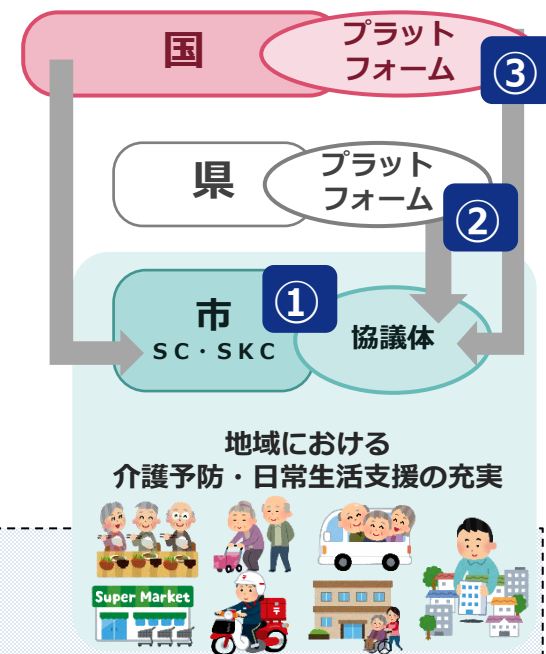 国
プラット
フォーム
③
県
プラット
フォーム
②
①
市
ＳＣ・ＳＫＣ
協議体
地域における
介護予防・日常生活支援の充実
Super Market
〒